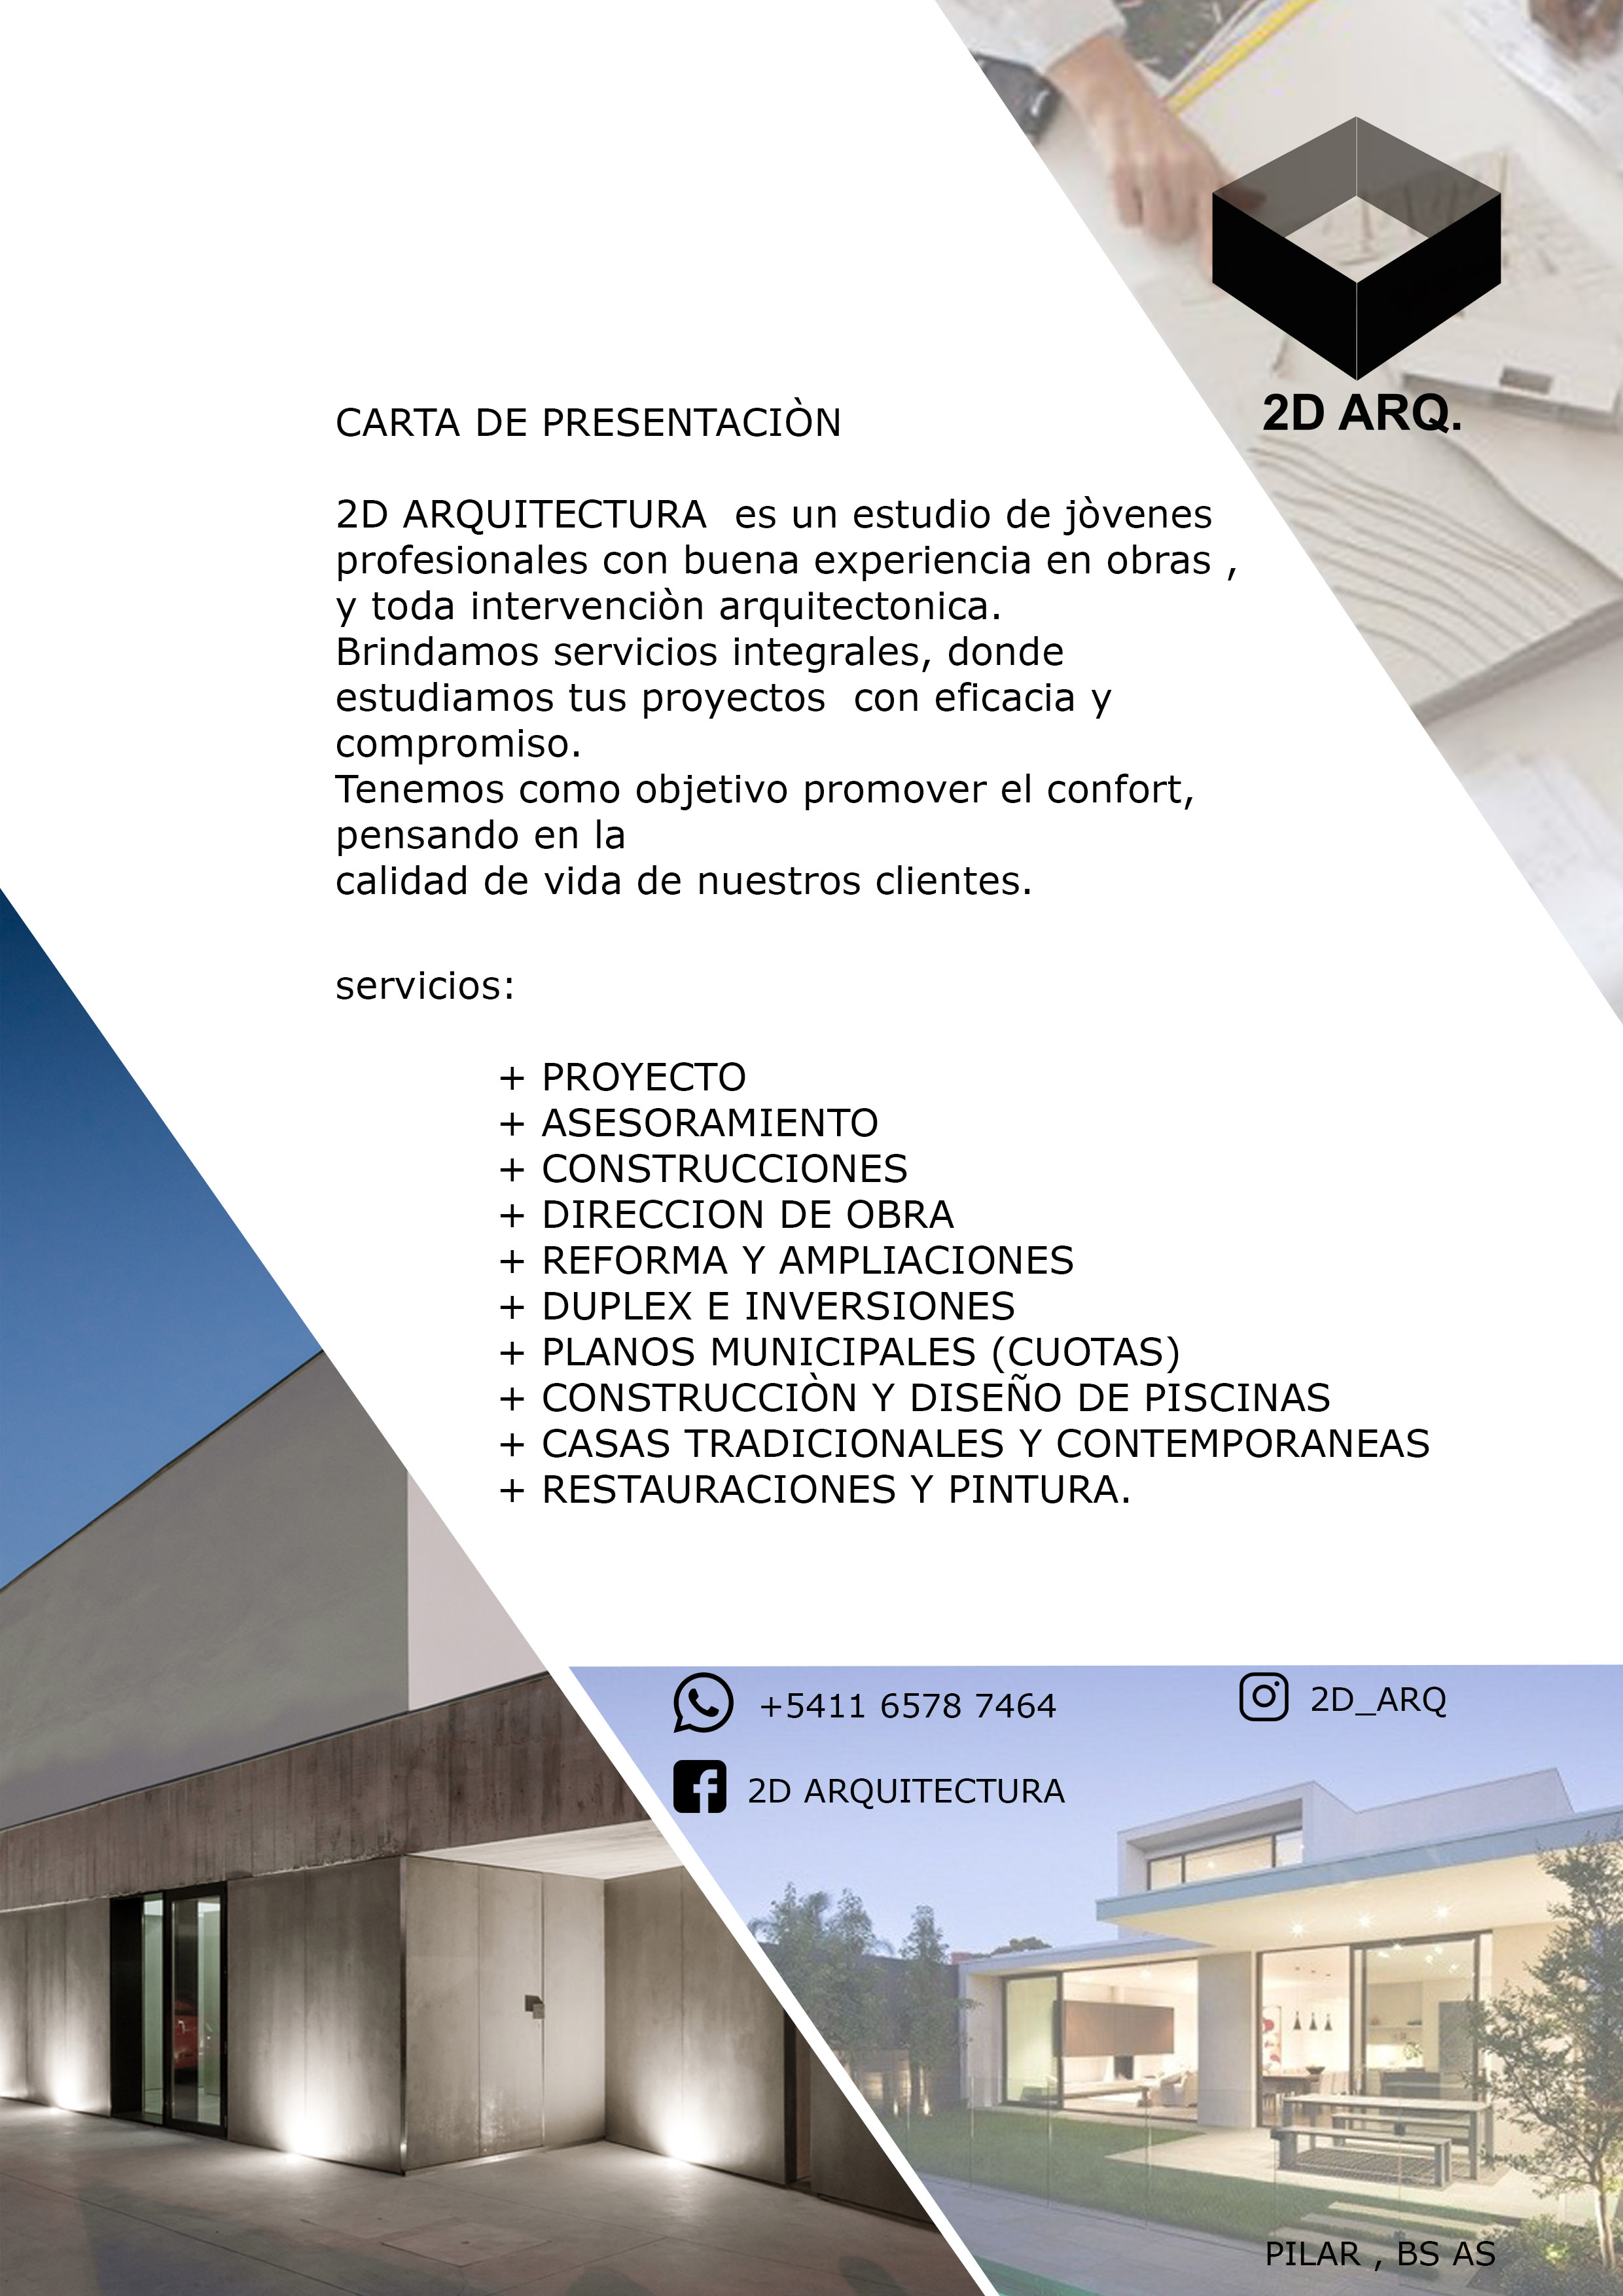 2D ARQ.
CARTA DE PRESENTACIÒN
2D ARQUITECTURA  es un estudio de jòvenes
profesionales con buena experiencia en obras ,
y toda intervenciòn arquitectonica.
Brindamos servicios integrales, donde
estudiamos tus proyectos  con eficacia y
compromiso.
Tenemos como objetivo promover el confort,
pensando en la
calidad de vida de nuestros clientes.
servicios:
+ PROYECTO
+ ASESORAMIENTO
+ CONSTRUCCIONES
+ DIRECCION DE OBRA
+ REFORMA Y AMPLIACIONES
+ DUPLEX E INVERSIONES
+ PLANOS MUNICIPALES (CUOTAS)
+ CONSTRUCCIÒN Y DISEÑO DE PISCINAS
+ CASAS TRADICIONALES Y CONTEMPORANEAS
+ RESTAURACIONES Y PINTURA.
+5411 6578 7464
2D_ARQ
2D ARQUITECTURA
PILAR , BS AS